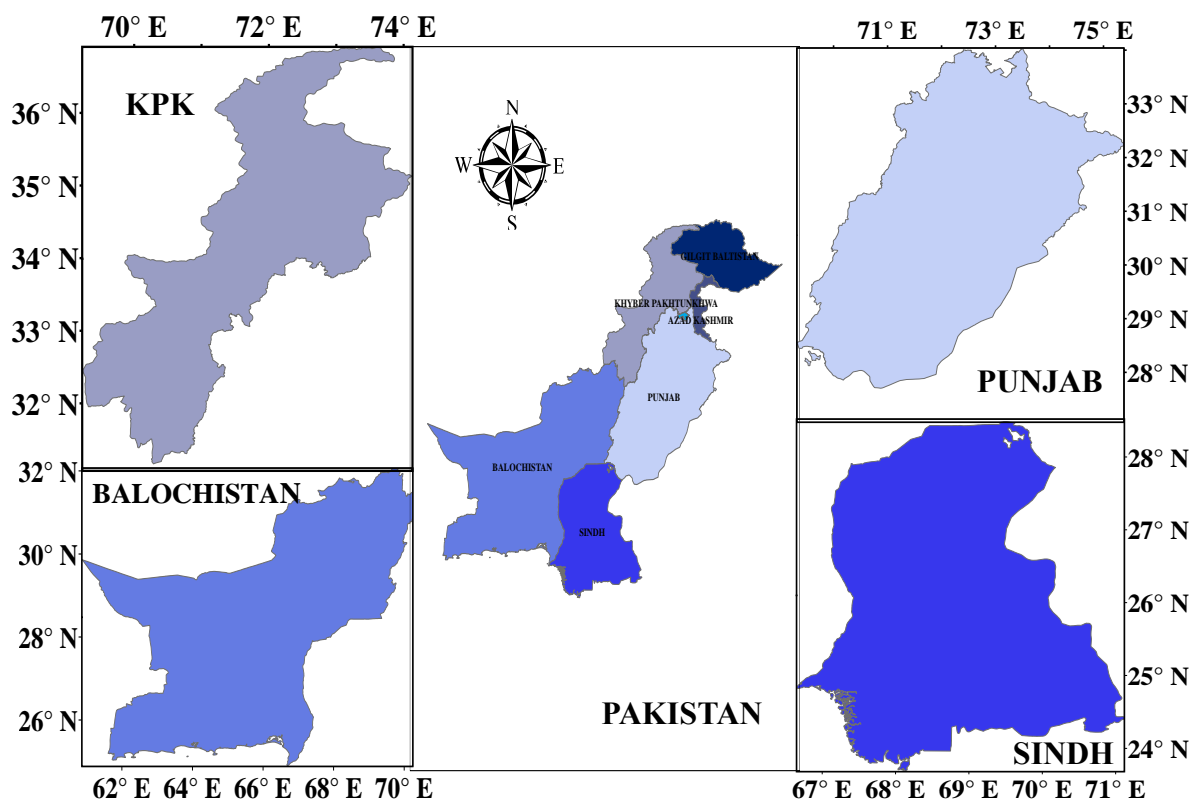 70° E 72° E 74° E
71° E 73° E 75° E
KPK
36° N
35° N
34° N
33° N
32° N
N
W E
S
GILGIT BALTISTAN
KHYBER PAKHTUNKHWA
AZAD KASHMIR
PUNJAB
BALOCHISTAN
SINDH
PAKISTAN
33° N
32° N
31° N
30° N
29° N
28° N
PUNJAB
32° N
BALOCHISTAN
30° N
28° N
26° N
62° E 64° E 66° E 68° E 70° E
28° N
27° N
26° N
25° N
24° N
SINDH
67° E 68° E 69° E 70° E 71° E